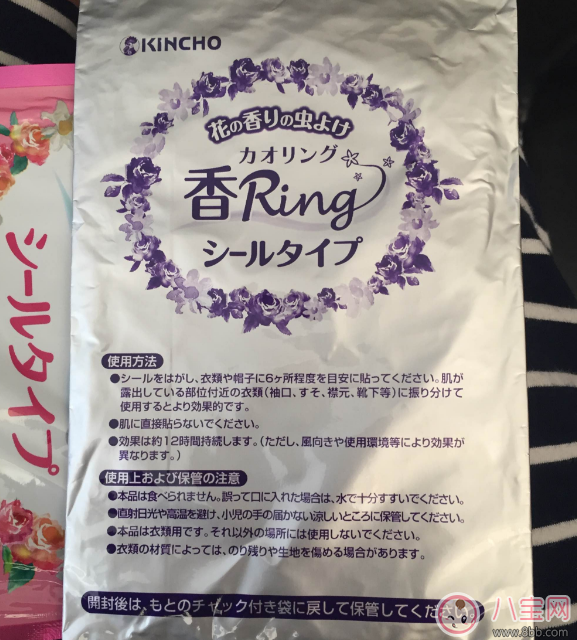 KINCHO
花の香りの虫よけ
カオリング
香Ring
シールタイプ
シールタイプ
使用方法
●シールをはがし、衣類や帽子に6ヶ所程度を目安に貼ってください。肌が
露出している部位付近の衣類(袖口、すそ、襟元、靴下等)に振り分けて
使用するとより効果的です。
●肌に直接貼らないでください。
●効果は約12時間持続します。(ただし、風向きや使用環境等により効果が
異なります。)
使用上および保管の注意
●本品は食べられません。誤って口に入れた場合は、水で十分すすいでください。
●直射日光や高温を避け、小児の手の届かない涼しいところに保管してください。
●本品は衣類用です。それ以外の場所には使用しないでください。
●衣類の材質によっては、のり残りや生地を傷める場合があります。
開封後は、もとのチャック付き袋に戻して保管してください。
八宝网
www.8bb.com